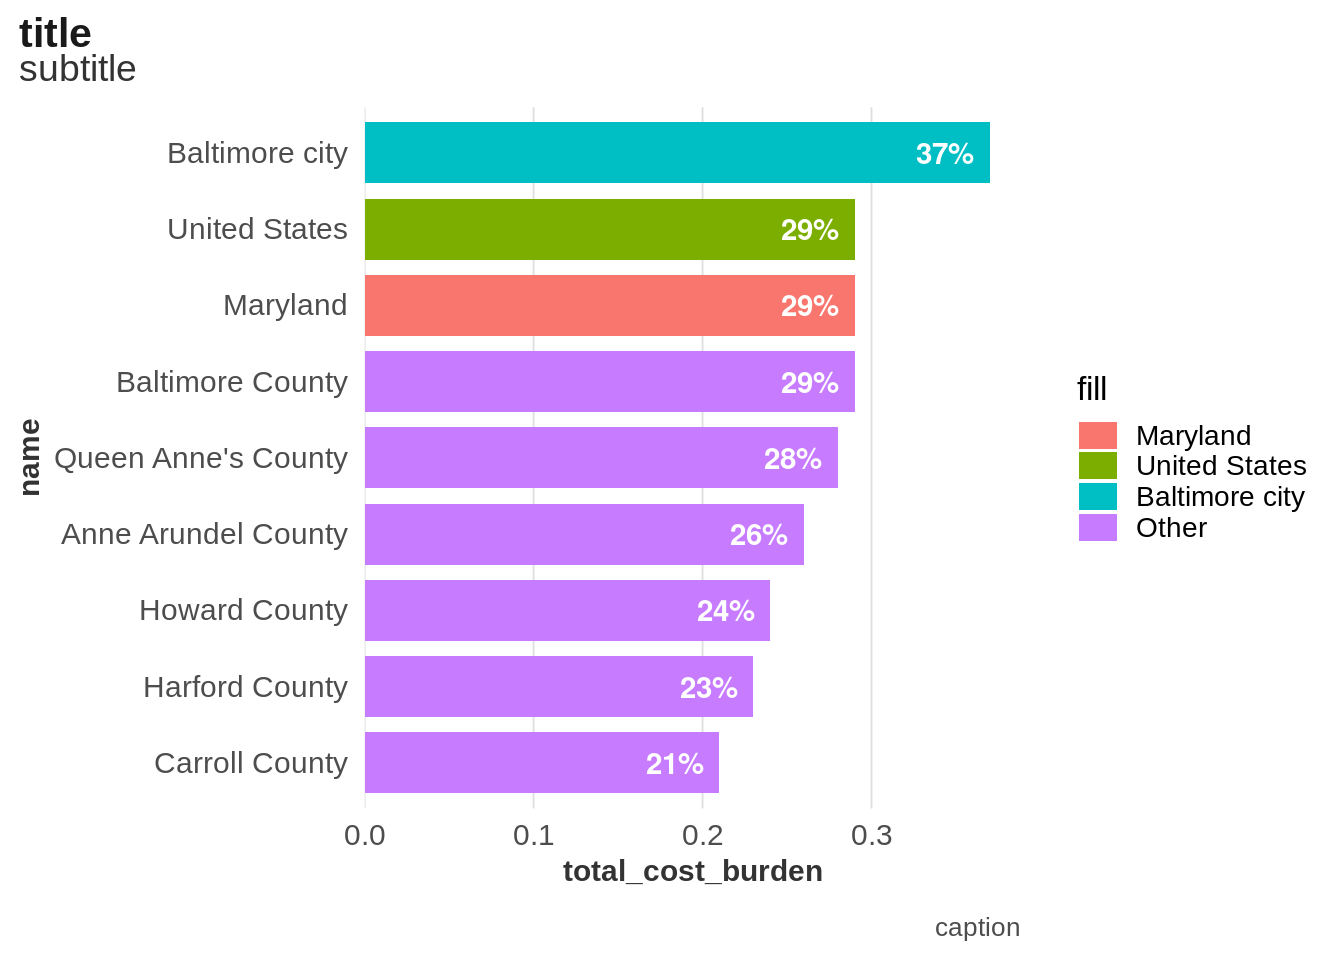 title
subtitle
Baltimore city
37%
United States
29%
Maryland
29%
Baltimore County
29%
Queen Anne's County
28%
Anne Arundel County
26%
Howard County
24%
Harford County
23%
Carroll County
21%
name
0.0 0.1 0.2 0.3
total_cost_burden
fill
Maryland
United States
Baltimore city
Other
caption